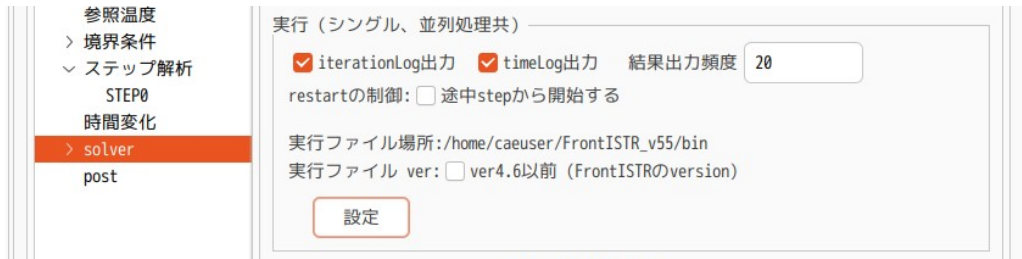 参照温度
> 境界条件
ステップ解析
STEP0
時間変化
> solver
post
実行 (シングル、並列処理共)
iterationLog出力 timeLog出力 結果出力頻度 20
restartの制御: 途中stepから開始する
実行ファイル場所:/home/caeuser/FrontISTR_v55/bin
実行ファイル ver: ver4.6以前 (FrontISTRのversion)
設定